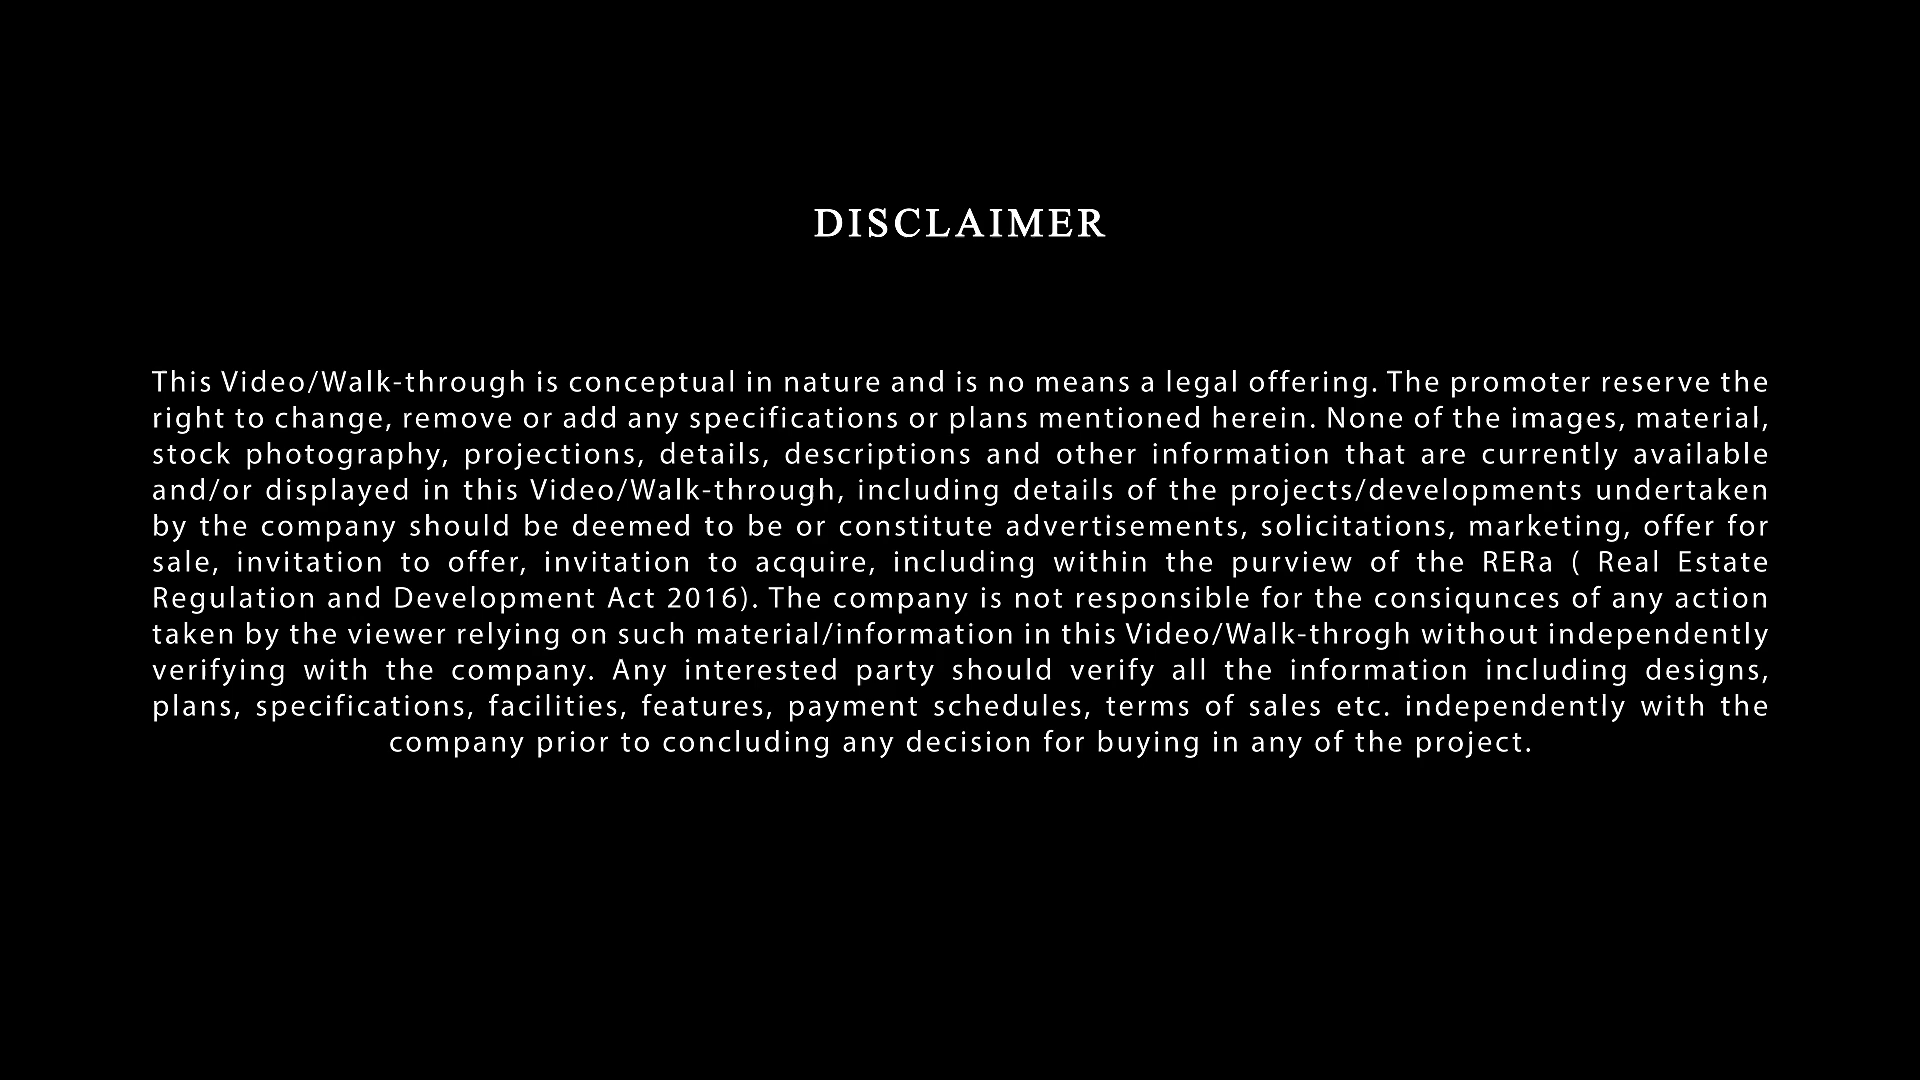 DISCLAIMER
This Video/Walk-through is conceptual in nature and is no means a legal offering. The promoter reserve the
right to change, remove or add any specifications or plans mentioned herein. None of the images, material,
stock photography, projections, details, descriptions and other information that are currently available
and/or displayed in this Video/Walk-through, including details of the projects/developments undertaken
by the company should be deemed to be or constitute advertisements, solicitations, marketing, offer for
sale, invitation to offer, invitation to acquire, including within the purview of the RERa ( Real Estate
Regulation and Development Act 2016). The company is not responsible for the consiqunces of any action
taken by the viewer relying on such material/information in this Video/Walk-throgh without independently
verifying with the company. Any interested party should verify all the information including designs,
plans, specifications, facilities, features, payment schedules, terms of sales etc. independently with the
company prior to concluding any decision for buying in any of the project.